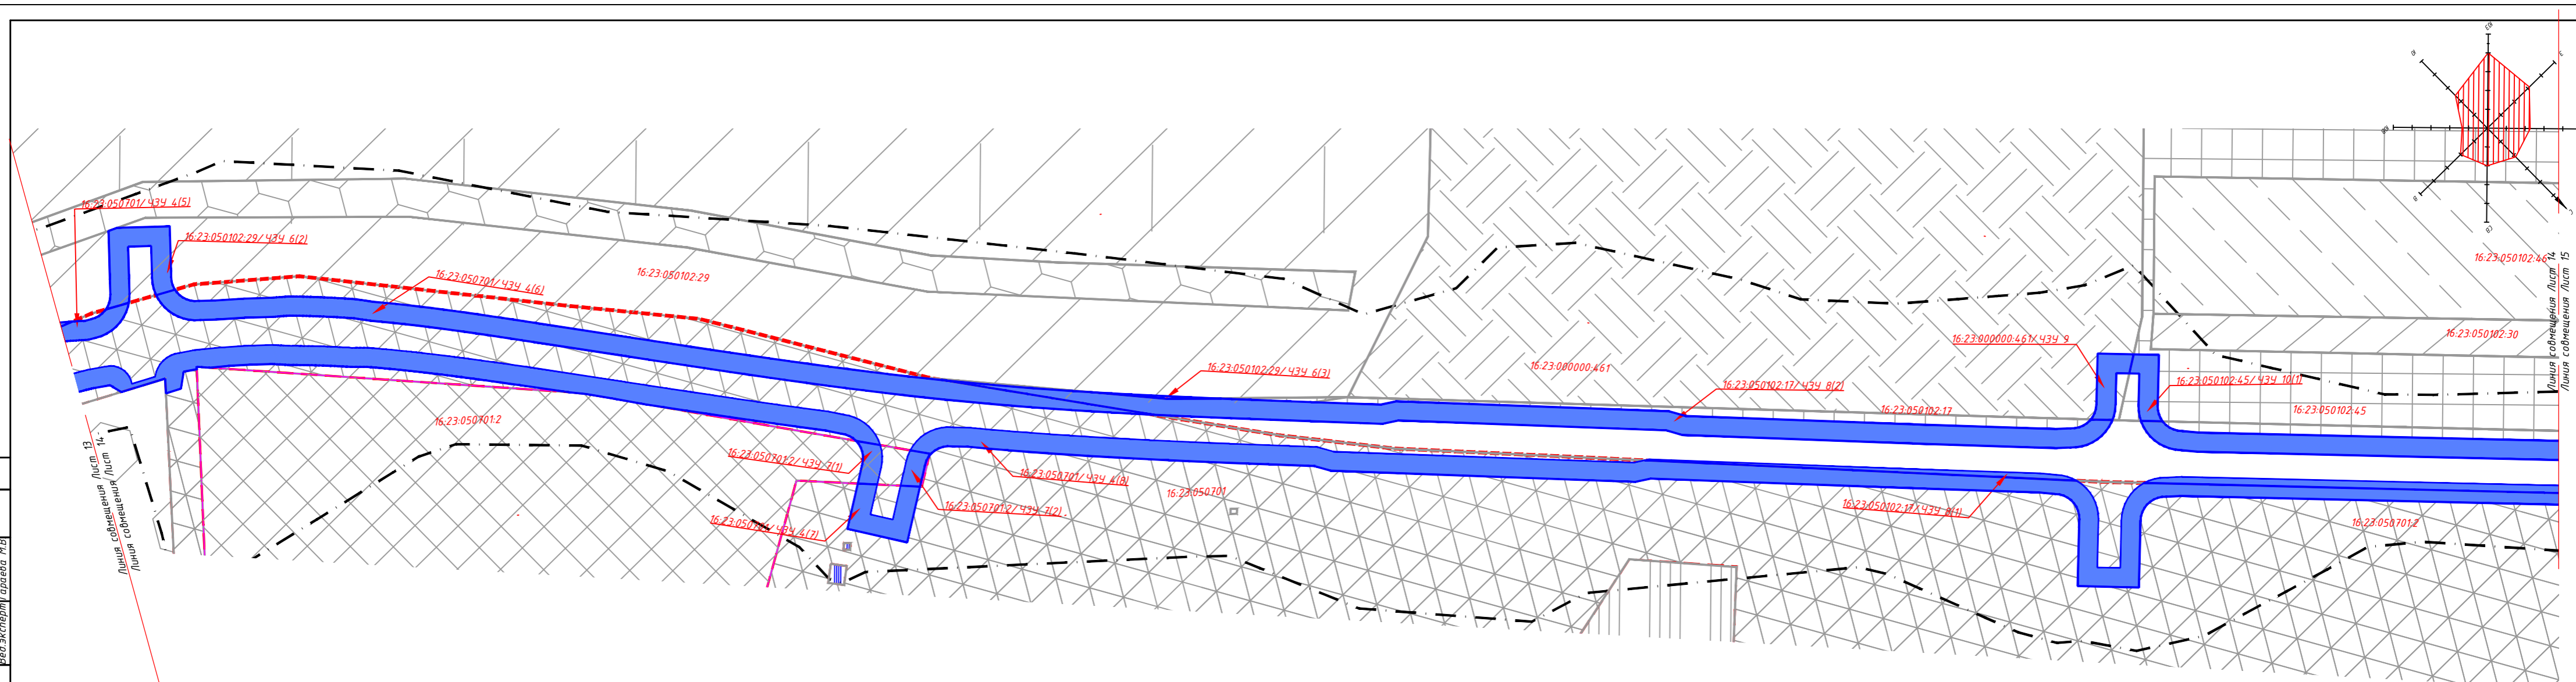 16:23:050701/ЧЗУ 4(5)
16:23:050102:29/ЧЗУ 6(2)
16:23:050701/ЧЗУ 4(6)
16:23:050102:29
16:23:050102:29/ЧЗУ 6(3)
16:23:000000:461
16:23:050102:17/ЧЗУ 8(2)
16:23:050102:17
16:23:000000:461/ЧЗУ 9
16:23:050102:45/ЧЗУ 10(1)
16:23:050102:45
16:23:050102:46
16:23:050102:30
Линия совмещения Лист 14
Линия совмещения Лист 15
16:23:050701:2
16:23:050701:2/ЧЗУ 7(1)
16:23:050701/ЧЗУ 4(7)
16:23:050701:2/ЧЗУ 7(2)
16:23:050701/ЧЗУ 4(8)
16:23:050701
16:23:050102:17/ЧЗУ 8(1)
16:23:050701:2
Линия совмещения Лист 13
Линия совмещения Лист 14